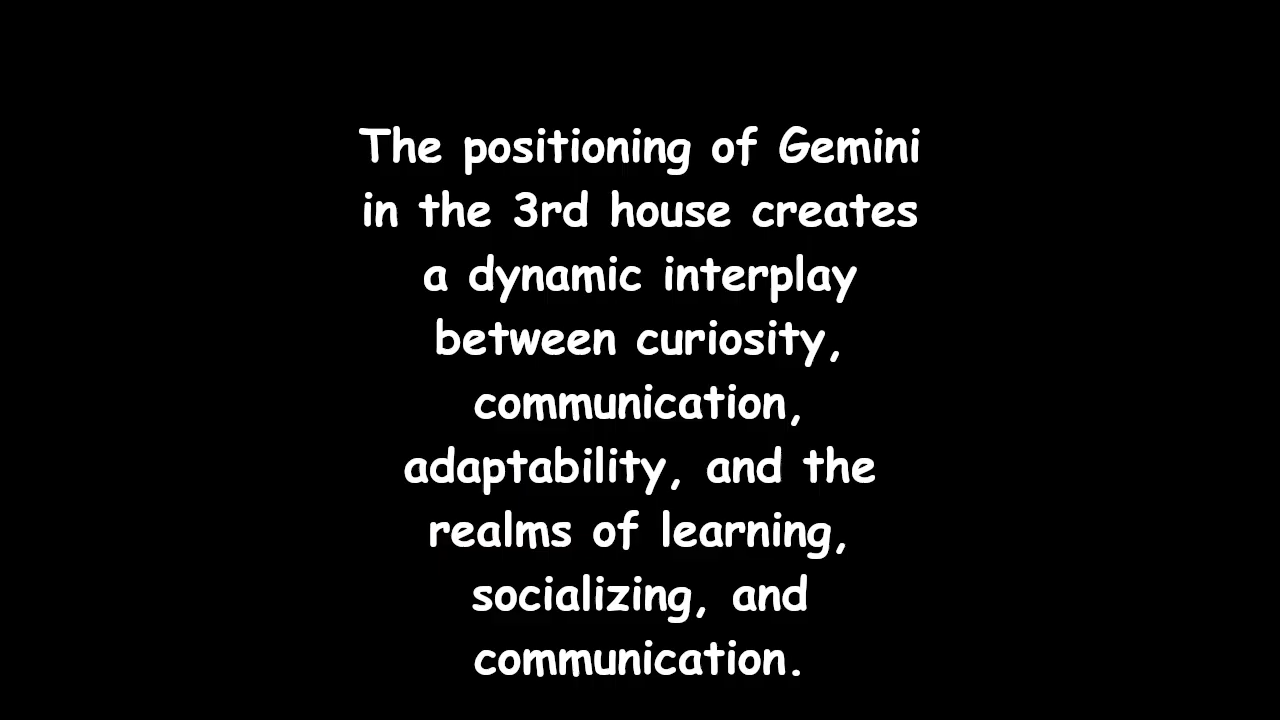 The positioning of Gemini
in the 3rd house creates
a dynamic interplay
between curiosity,
communication,
adaptability, and the
realms of learning,
socializing, and
communication.